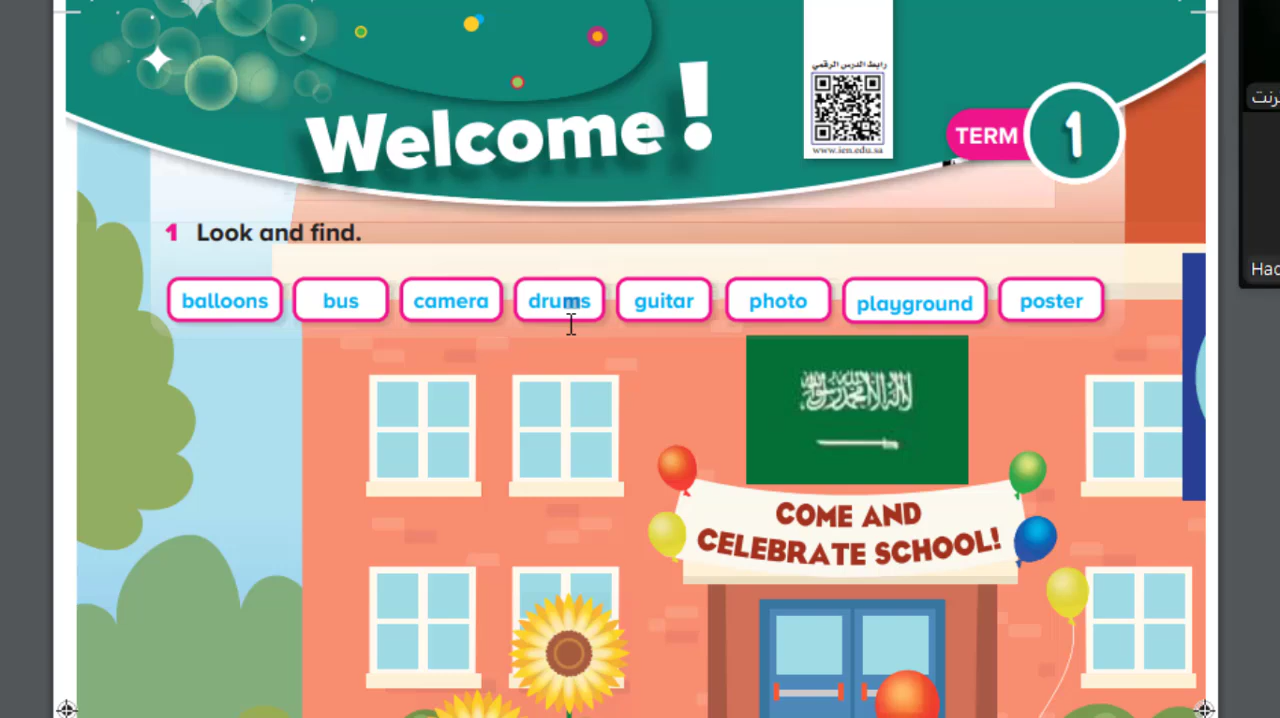 رابط الدرس الرقمي
www.ien.edu.sa
Welcome!
TERM 1
1 Look and find.
balloons bus camera drums guitar photo playground poster
لا إله إلا الله محمد رسول الله
COME AND
CELEBRATE SCHOOL!
Hac